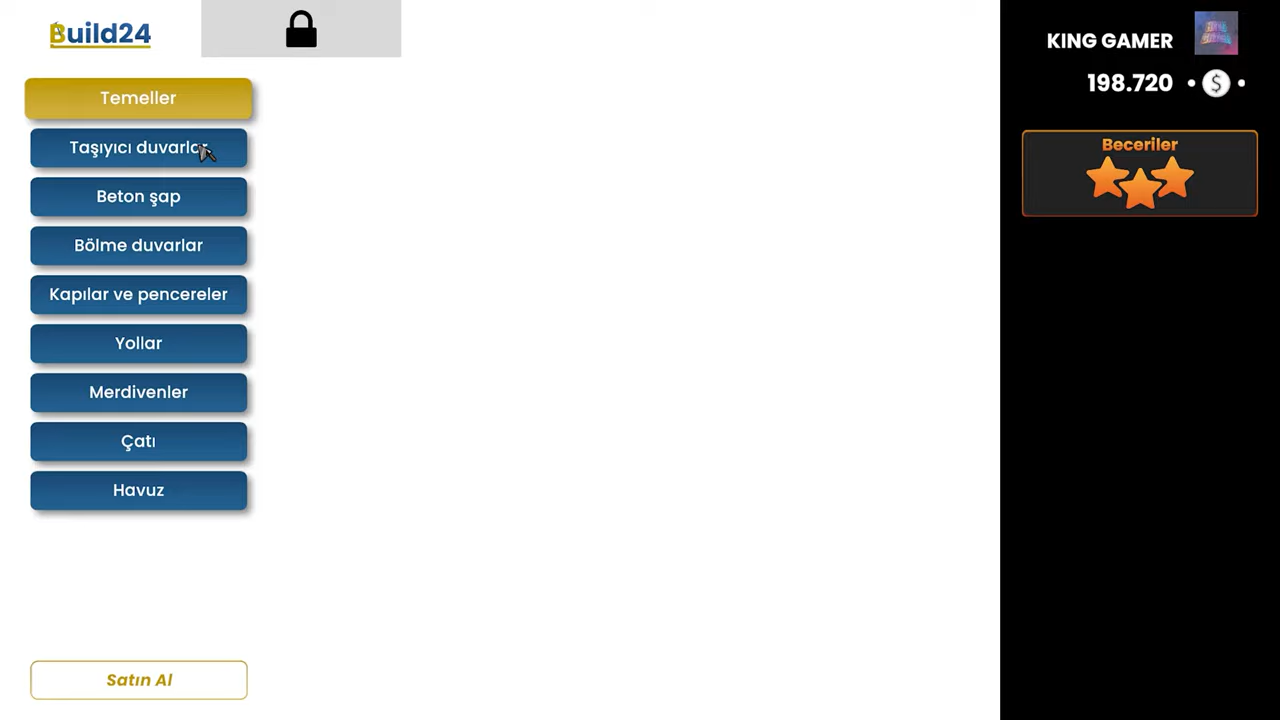 Build24
Temeller
Taşıyıcı duvarlar
Beton şap
Bölme duvarlar
Kapılar ve pencereler
Yollar
Merdivenler
Çatı
Havuz
Satın Al
KING GAMER
198.720
$
Beceriler